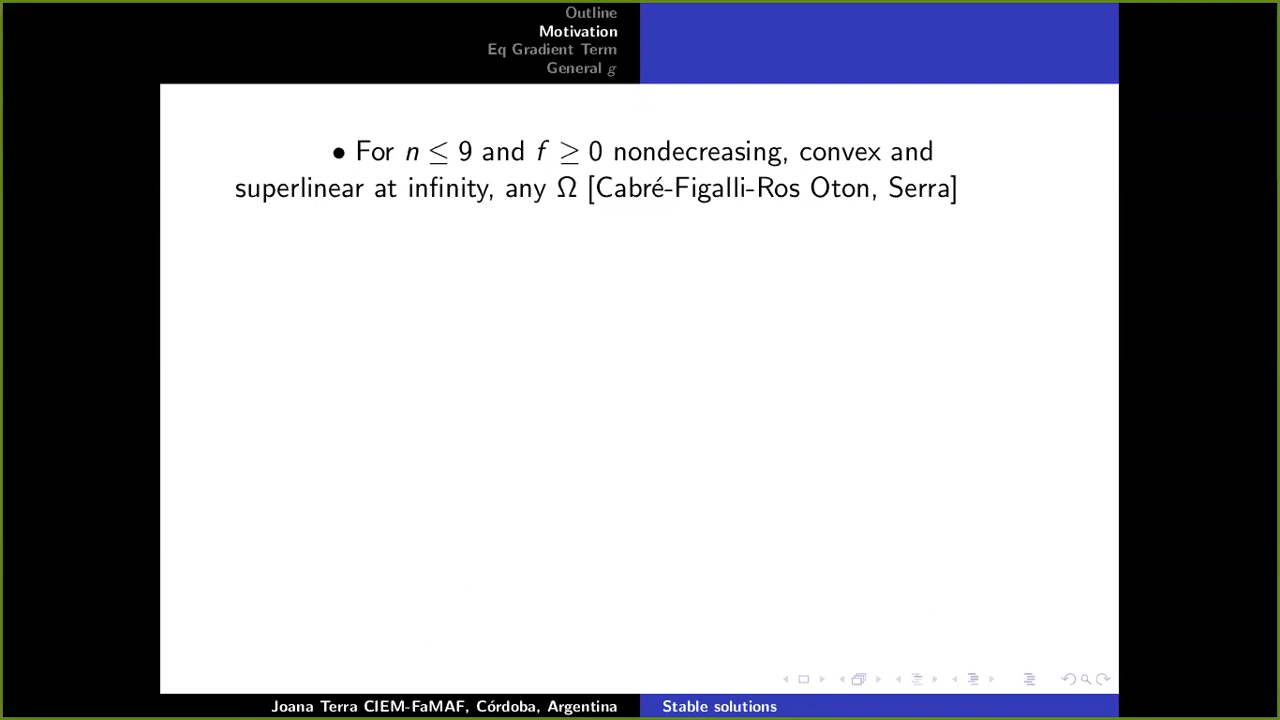 Outline
Motivation
Eq Gradient Term
General g
• For n ≤ 9 and f ≥ 0 nondecreasing, convex and
superlinear at infinity, any Ω [Cabré-Figalli-Ros Oton, Serra]
Joana Terra CIEM-FaMAF, Córdoba, Argentina
Stable solutions